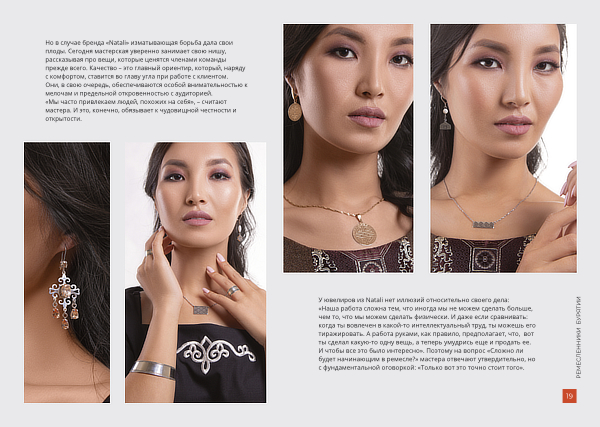 Но в случае бренда «Natali» изматывающая борьба дала свои
плоды. Сегодня мастерская уверенно занимает свою нишу,
рассказывая про вещи, которые ценятся членами команды
прежде всего. Качество – это главный ориентир, который, наряду
с комфортом, ставится во главу угла при работе с клиентом.
Они, в свою очередь, обеспечиваются особой внимательностью к
мелочам и предельной откровенностью с аудиторией.
«Мы часто привлекаем людей, похожих на себя», – считают
мастера. И это, конечно, обязывает к чудовищной честности и
открытости.
У ювелиров из Natali нет иллюзий относительно своего дела:
«Наша работа сложна тем, что иногда мы не можем сделать больше,
чем то, что мы можем сделать физически. И даже если сравнивать:
когда ты вовлечен в какой-то интеллектуальный труд, ты можешь его
тиражировать. А работа руками, как правило, предполагает, что, вот
ты сделал какую-то одну вещь, а теперь умудрись еще и продать ее.
И чтобы все это было интересно». Поэтому на вопрос «Сложно ли
будет начинающим в ремесле?» мастера отвечают утвердительно, но
с фундаментальной оговоркой: «Только вот это точно стоит того».
РЕМЕСЛЕННИКИ БУРЯТИИ
19